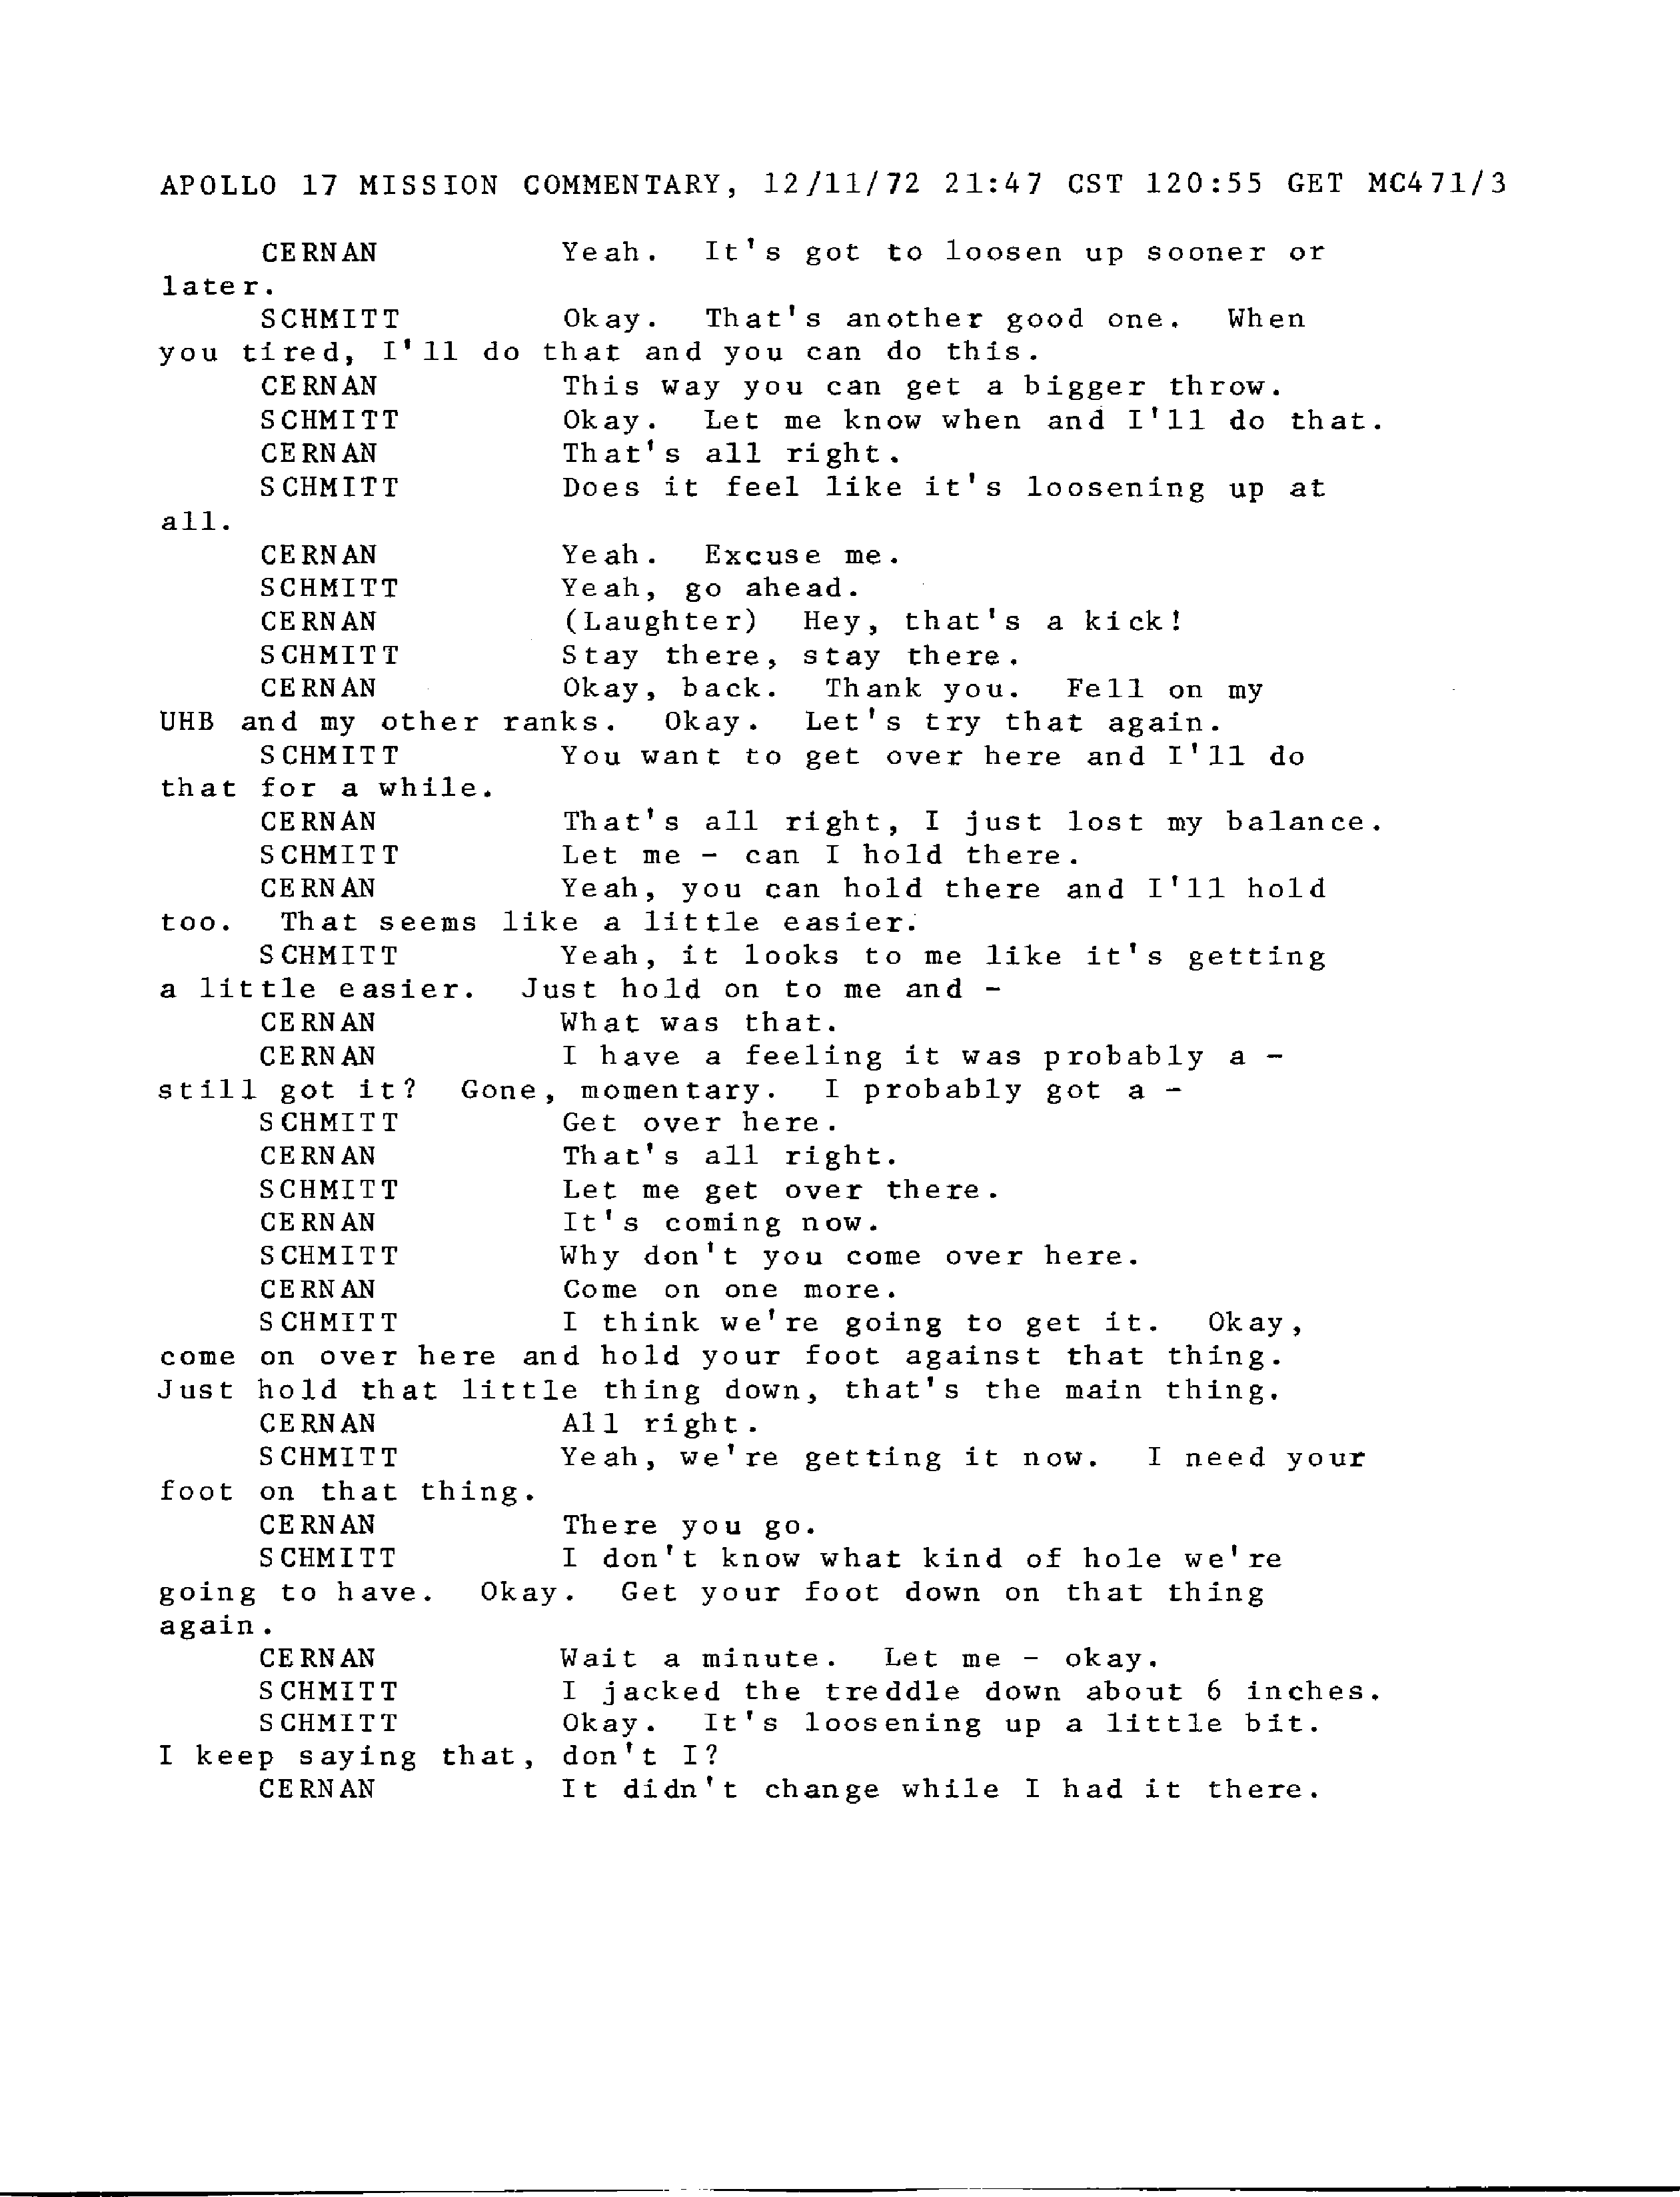 APOLLO 17 MISSION COMMENTARY, 12/11/72 21:47 CST 120:55 GET MC471/3
CERNAN Yeah. It's got to loosen up sooner or
later.
SCHMITT Okay. That's another good one. When
you tired, I'll do that and you can do this.
CERNAN This way you can get a bigger throw.
SCHMITT Okay. Let me know when and I'll do that.
CERNAN That's all right.
SCHMITT Does it feel like it's loosening up at
all.
CERNAN Yeah. Excuse me.
SCHMITT Yeah, go ahead.
CERNAN (Laughter) Hey, that's a kick!
SCHMITT Stay there, stay there.
CERNAN Okay, back. Thank you. Fell on my
UHB and my other ranks. Okay. Let's try that again.
SCHMITT You want to get over here and I'll do
that for a while.
CERNAN That's all right, I just lost my balance.
SCHMITT Let me - can I hold there.
CERNAN Yeah, you can hold there and I'll hold
too. That seems like a little easier.
SCHMITT Yeah, it looks to me like it's getting
a little easier. Just hold on to me and -
CERNAN What was that.
CERNAN I have a feeling it was probably a -
still got it? Gone, momentary. I probably got a -
SCHMITT Get over here.
CERNAN That's all right.
SCHMITT Let me get over there.
CERNAN It's coming now.
SCHMITT Why don't you come over here.
CERNAN Come on one more.
SCHMITT I think we're going to get it. Okay,
come on over here and hold your foot against that thing.
Just hold that little thing down, that's the main thing.
CERNAN All right.
SCHMITT Yeah, we're getting it now. I need your
foot on that thing.
CERNAN There you go.
SCHMITT I don't know what kind of hole we're
going to have. Okay. Get your foot down on that thing
again.
CERNAN Wait a minute. Let me - okay.
SCHMITT I jacked the treddle down about 6 inches.
SCHMITT Okay. It's loosening up a little bit.
I keep saying that, don't I?
CERNAN It didn't change while I had it there.